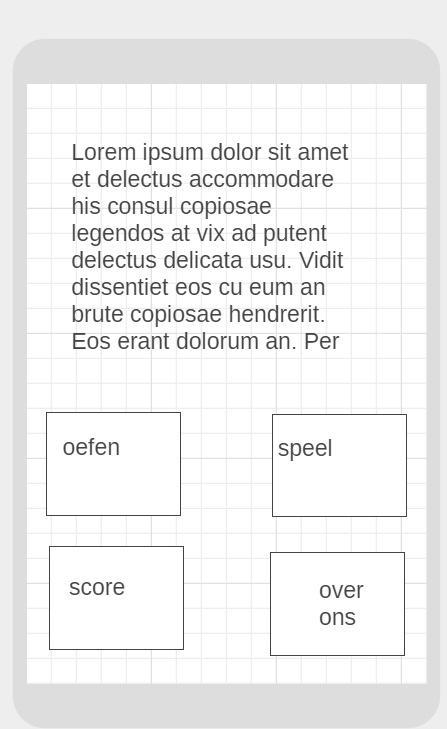 Lorem ipsum dolor sit amet
et delectus accommodare
his consul copiosae
legendos at vix ad putent
delectus delicata usu. Vidit
dissentiet eos cu eum an
brute copiosae hendrerit.
Eos erant dolorum an. Per
oefen
speel
score
over
ons